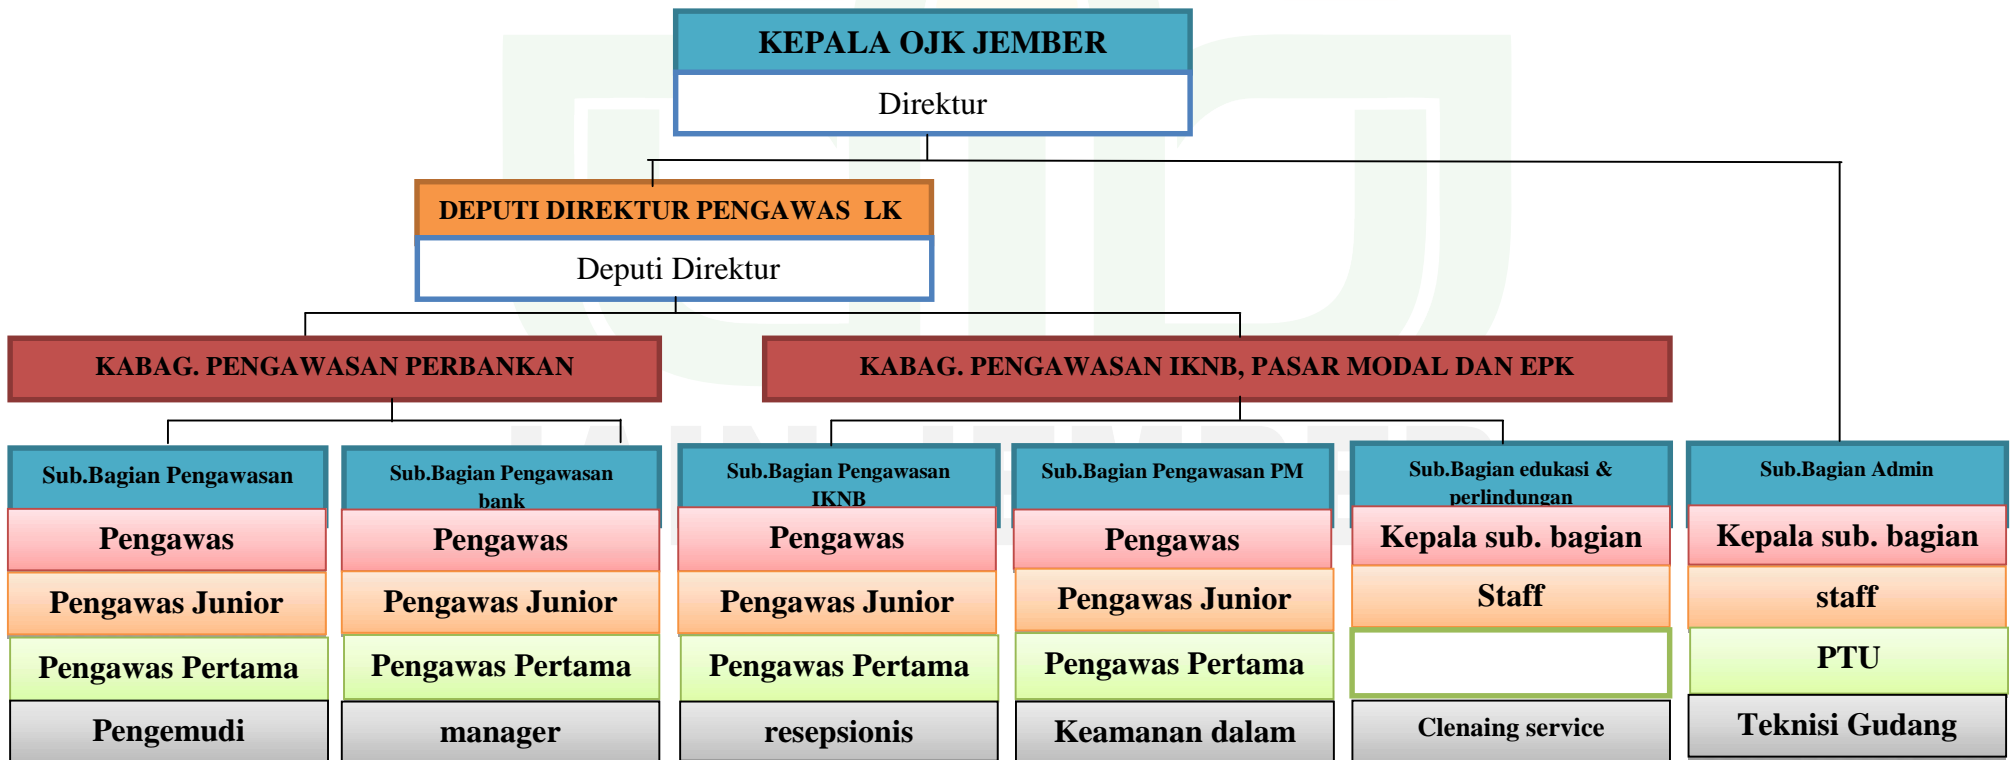 KEPALA OJK JEMBER
Direktur
DEPUTI DIREKTUR PENGAWAS LK
Deputi Direktur
KABAG. PENGAWASAN PERBANKAN
KABAG. PENGAWASAN IKNB, PASAR MODAL DAN EPK
Sub.Bagian Pengawasan
Pengawas
Pengawas Junior
Pengawas Pertama
Pengemudi
Sub.Bagian Pengawasan
bank
Pengawas
Pengawas Junior
Pengawas Pertama
manager
Sub.Bagian Pengawasan
IKNB
Pengawas
Pengawas Junior
Pengawas Pertama
resepsionis
Sub.Bagian Pengawasan PM
Pengawas
Pengawas Junior
Pengawas Pertama
Keamanan dalam
Sub.Bagian edukasi &
perlindungan
Kepala sub. bagian
Staff
Clenaing service
Sub.Bagian Admin
Kepala sub. bagian
staff
PTU
Teknisi Gudang